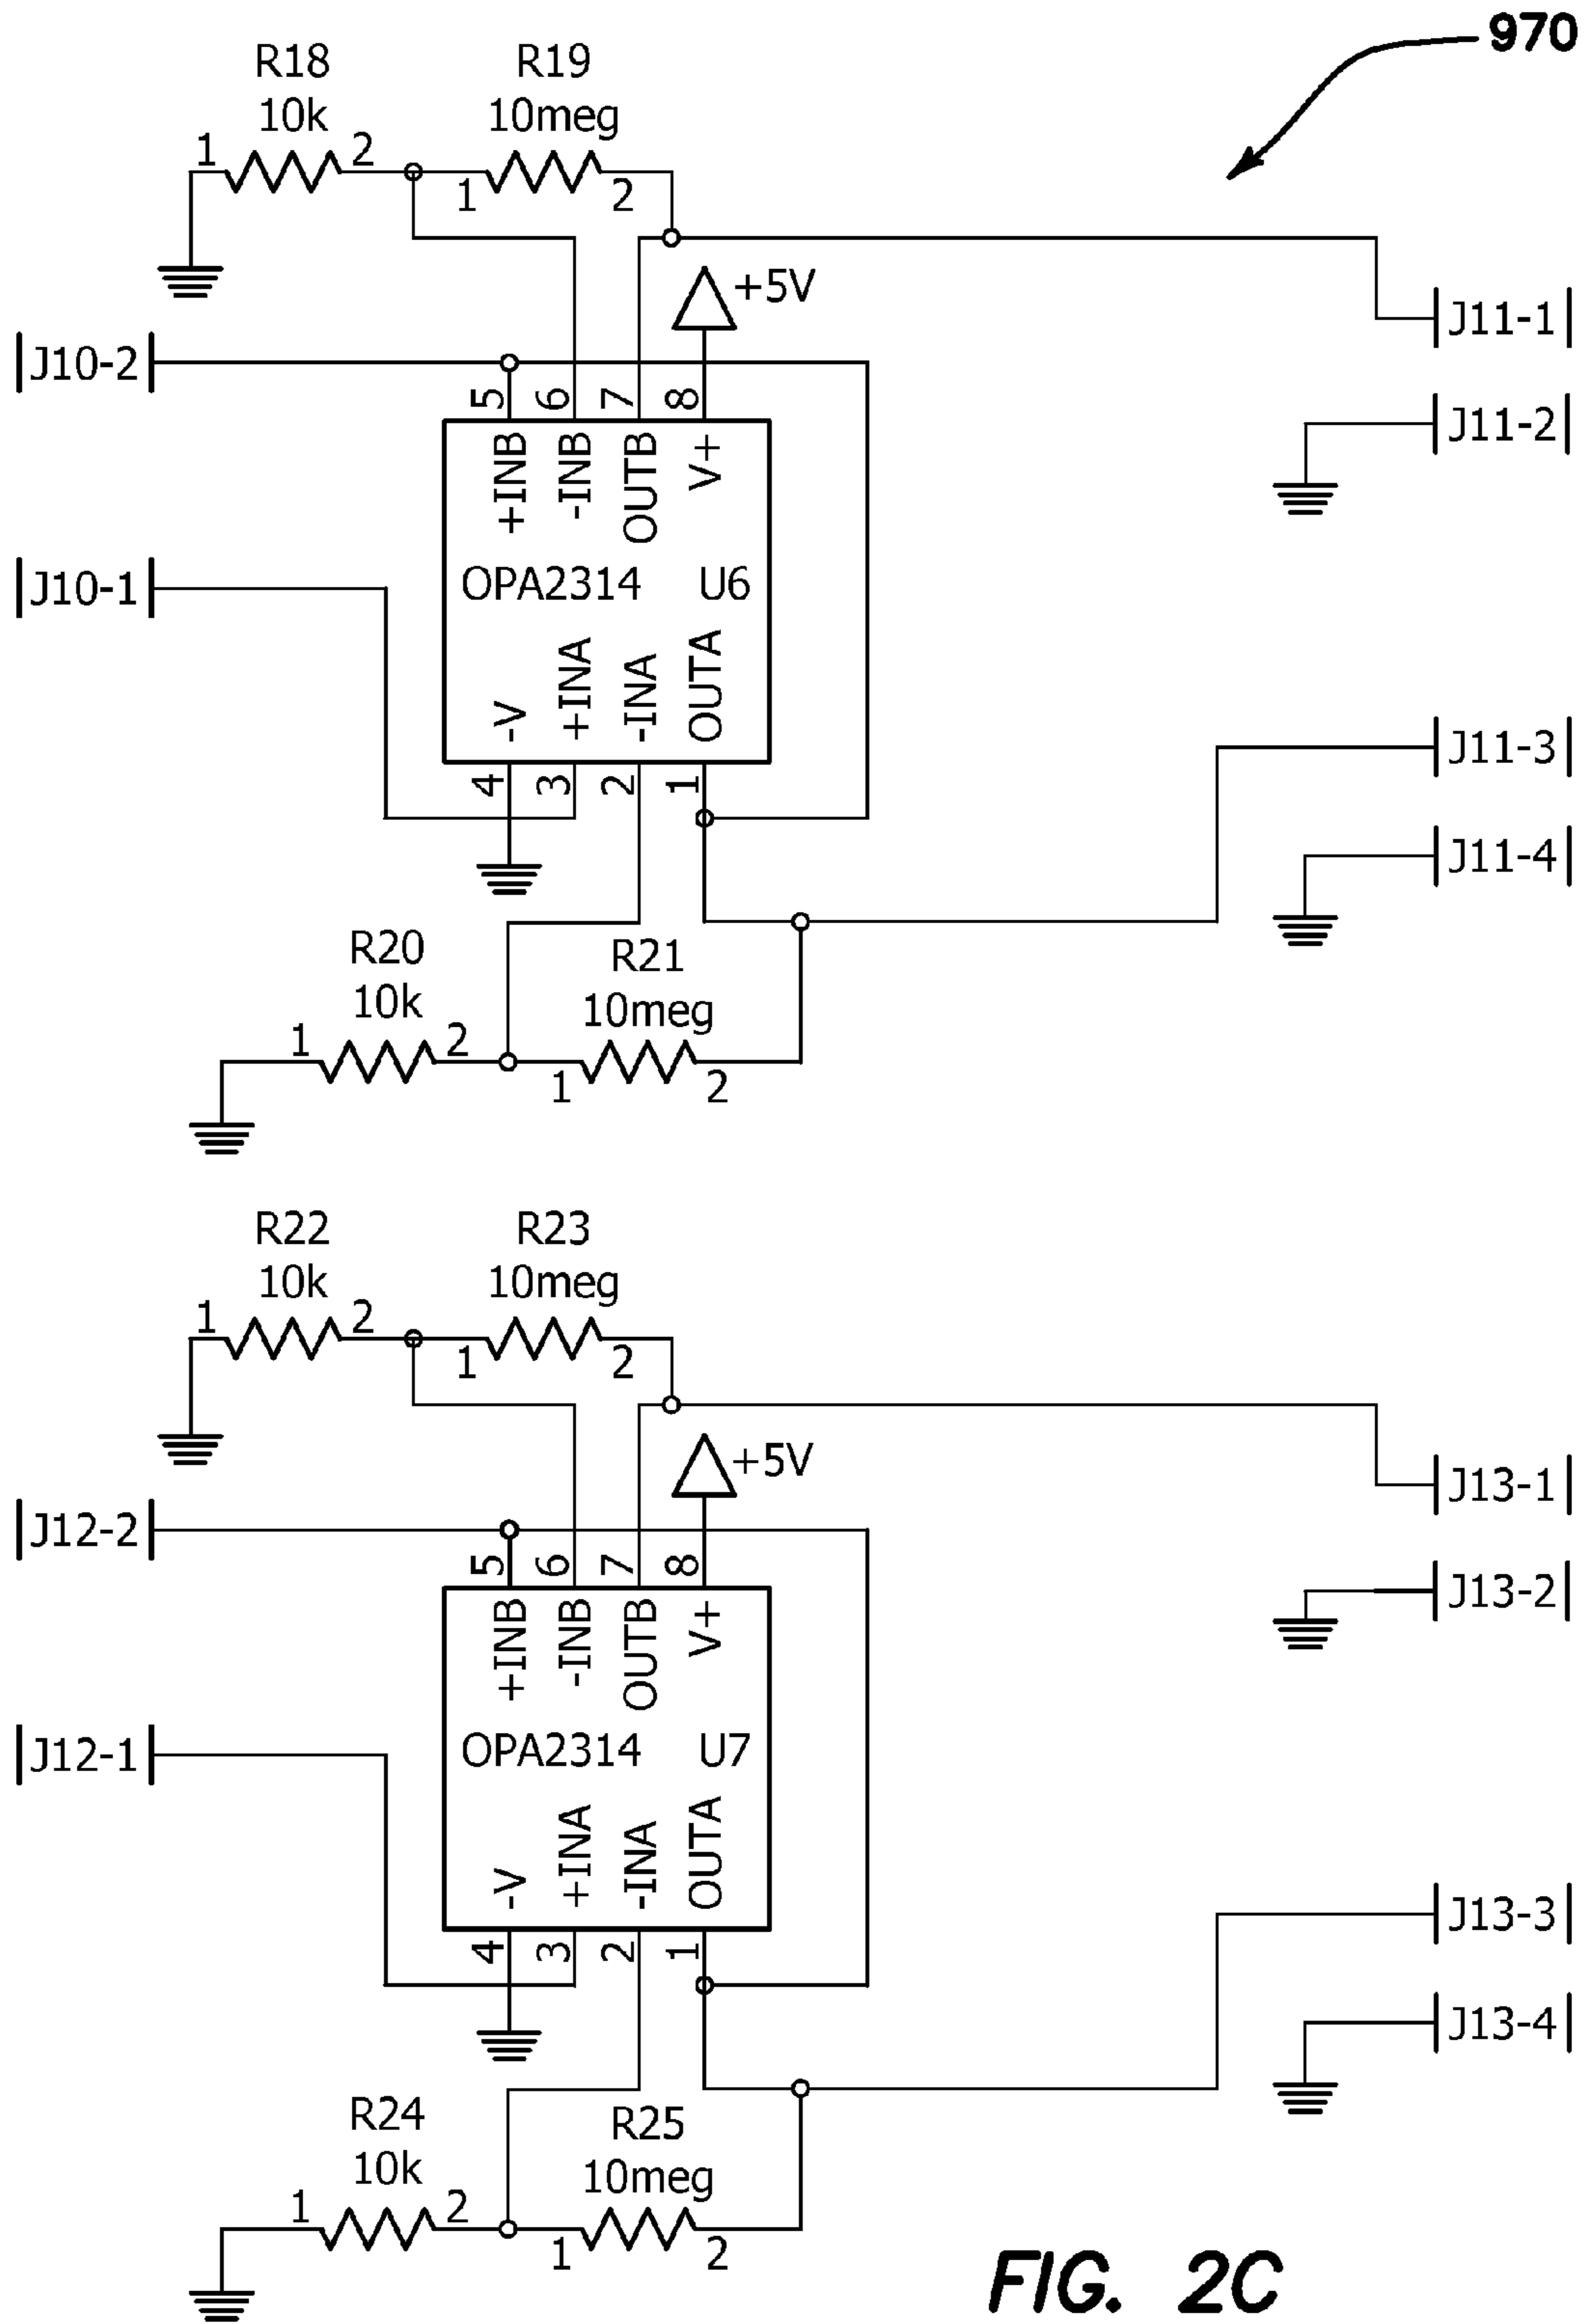 970
R18 R19
10k 10meg
1 2 1 2
+5V
J11-1
J10-2
J11-2
5 6 7 8
+INB -INB OUTB V+
J10-1
OPA2314 U6
-V +INA -INA OUTA
4 3 2 1
J11-3
J11-4
R20 R21
10k 10meg
1 2 1 2
R22 R23
10k 10meg
1 2 1 2
+5V
J13-1
J12-2
J13-2
5 6 7 8
+INB -INB OUTB V+
J12-1
OPA2314 U7
-V +INA -INA OUTA
4 3 2 1
J13-3
J13-4
R24 R25
10k 10meg
1 2 1 2
FIG. 2C